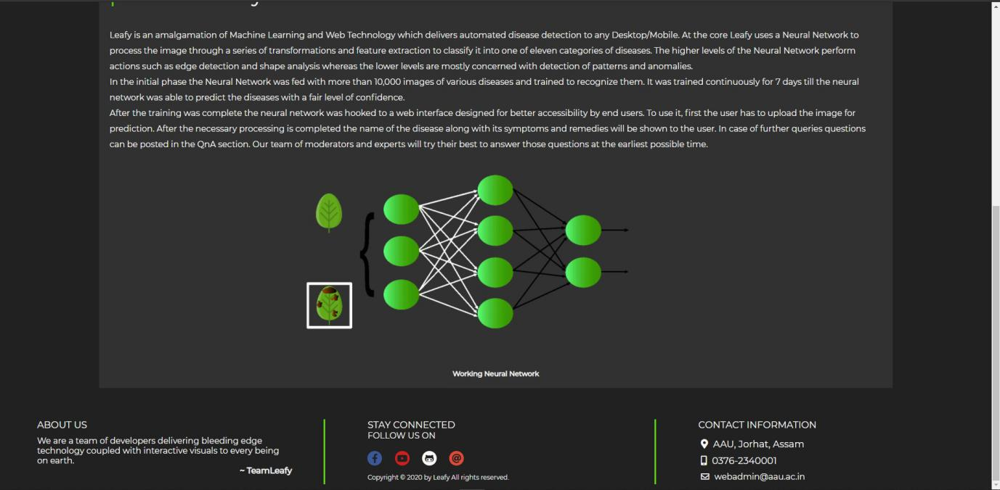 Leafy is an amalgamation of Machine Learning and Web Technology which delivers automated disease detection to any Desktop/Mobile. At the core Leafy uses a Neural Network to
process the image through a series of transformations and feature extraction to classify it into one of eleven categories of diseases. The higher levels of the Neural Network perform
actions such as edge detection and shape analysis whereas the lower levels are mostly concerned with detection of patterns and anomalies.
In the initial phase the Neural Network was fed with more than 10,000 images of various diseases and trained to recognize them. It was trained continuously for 7 days till the neural
network was able to predict the diseases with a fair level of confidence.
After the training was complete the neural network was hooked to a web interface designed for better accessibility by end users. To use it, first the user has to upload the image for
prediction. After the necessary processing is completed the name of the disease along with its symptoms and remedies will be shown to the user. In case of further queries questions
can be posted in the QnA section. Our team of moderators and experts will try their best to answer those questions at the earliest possible time.
Working Neural Network
ABOUT US
We are a team of developers delivering bleeding edge
technology coupled with interactive visuals to every being
on earth.
~ TeamLeafy
STAY CONNECTED
FOLLOW US ON
Copyright © 2020 by Leafy All rights reserved.
CONTACT INFORMATION
AAU, Jorhat, Assam
0376-2340001
webadmin@aau.ac.in